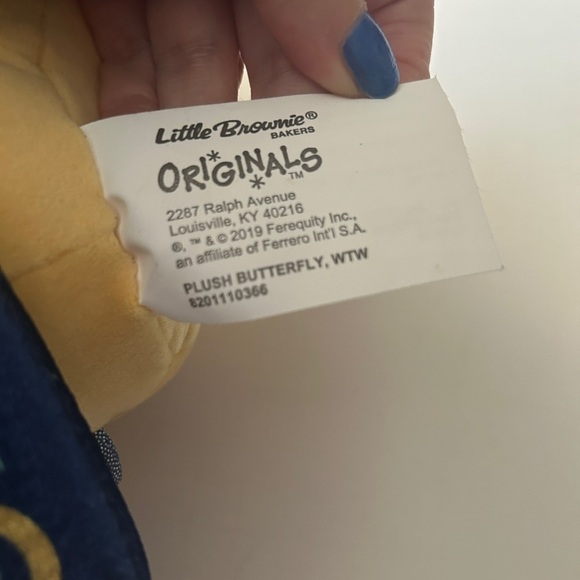 Little Brownie®
BAKERS
ORIGINALS™
2287 Ralph Avenue
Louisville, KY 40216
®, ™ & © 2019 Ferequity Inc.,
an affiliate of Ferrero Int'l S.A.
PLUSH BUTTERFLY, WTW
8201110366